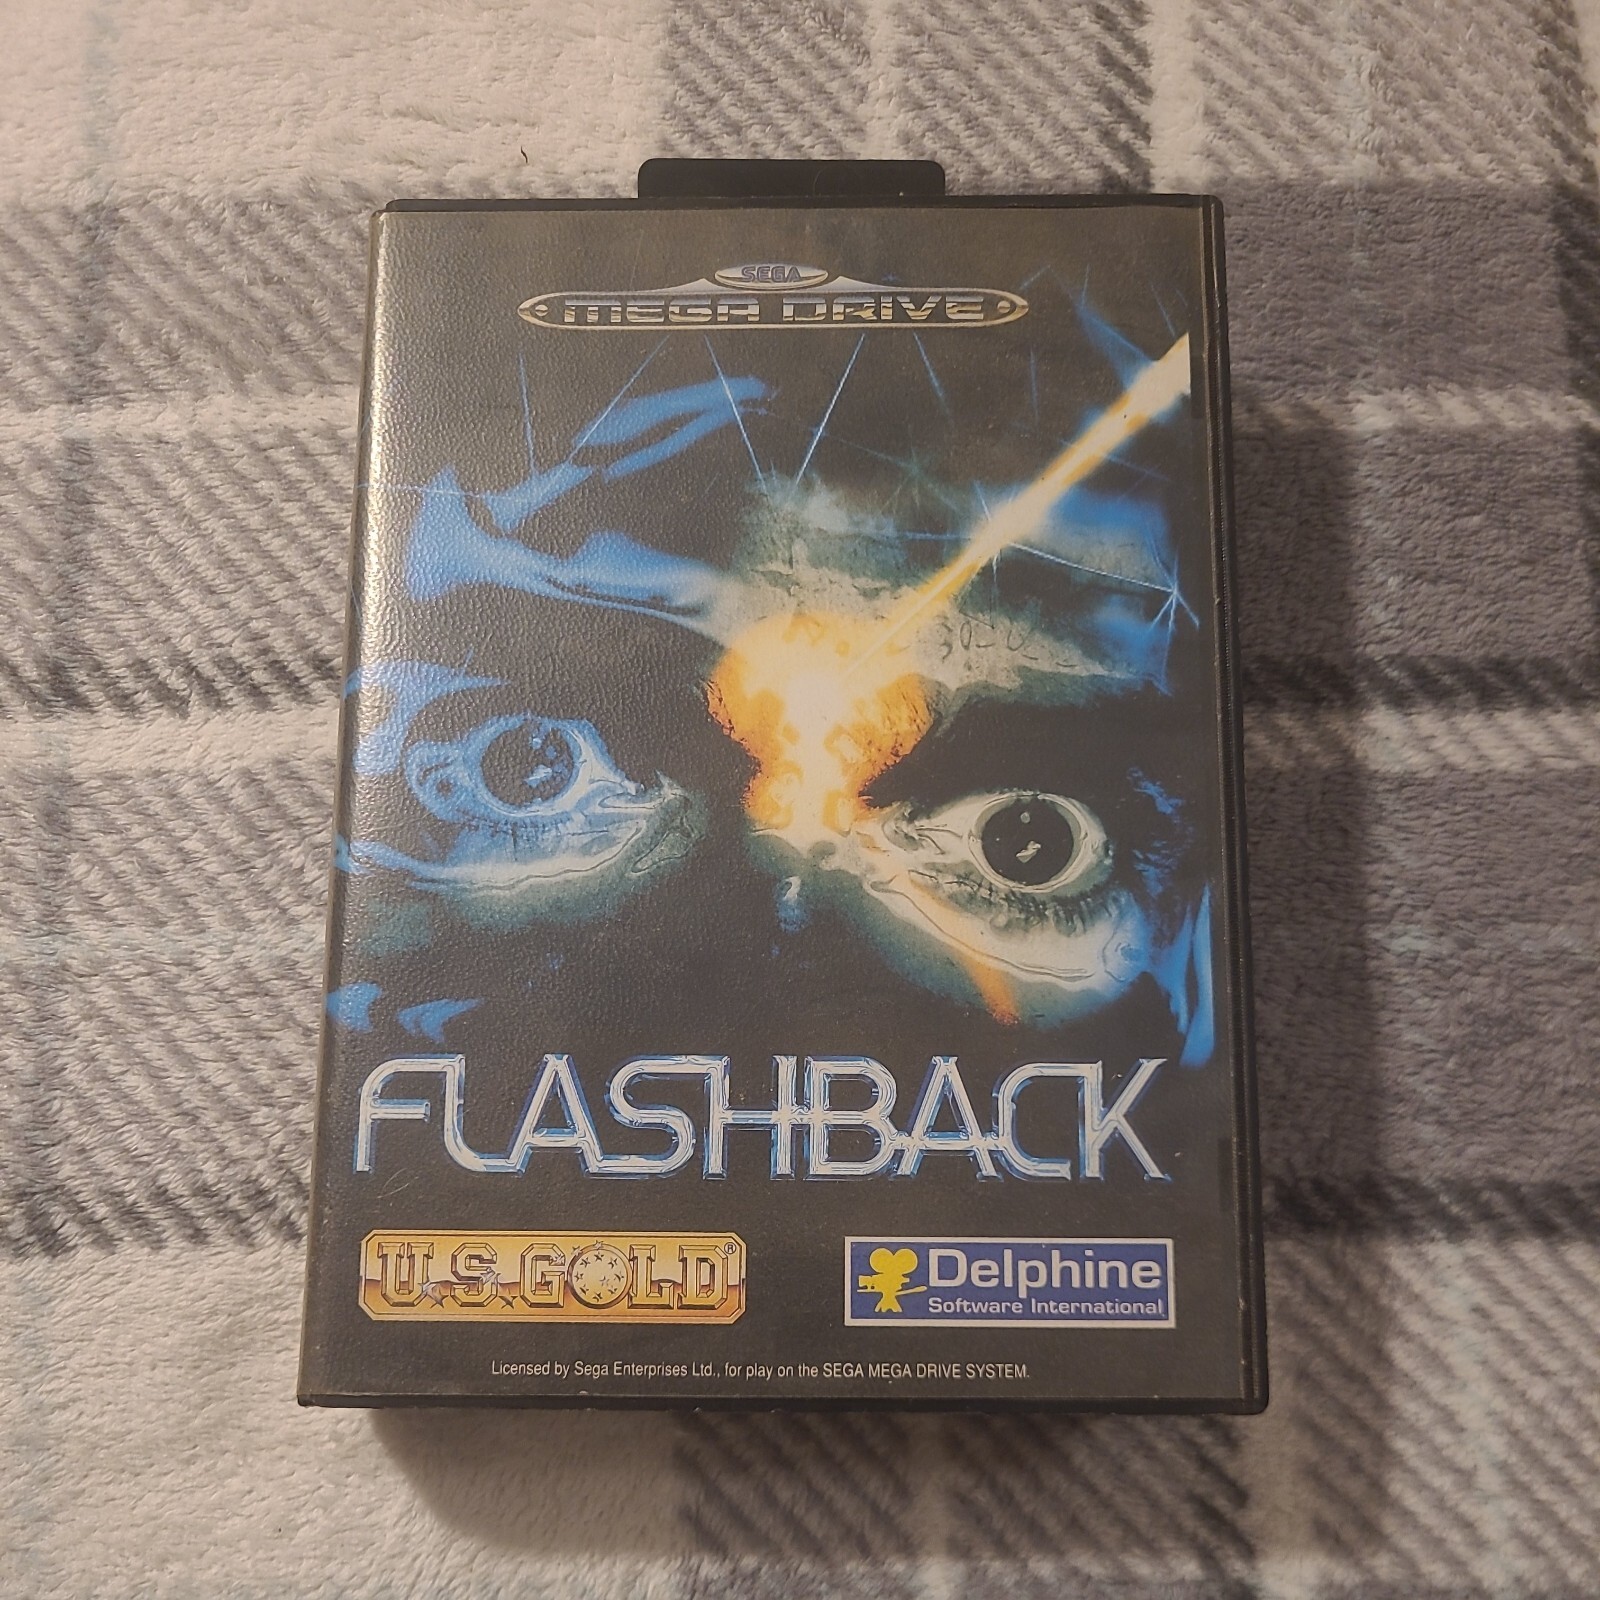 SEGA
MEGA DRIVE
FLASHBACK
U.S. GOLD®
Delphine
Software International
Licensed by Sega Enterprises Ltd., for play on the SEGA MEGA DRIVE SYSTEM.